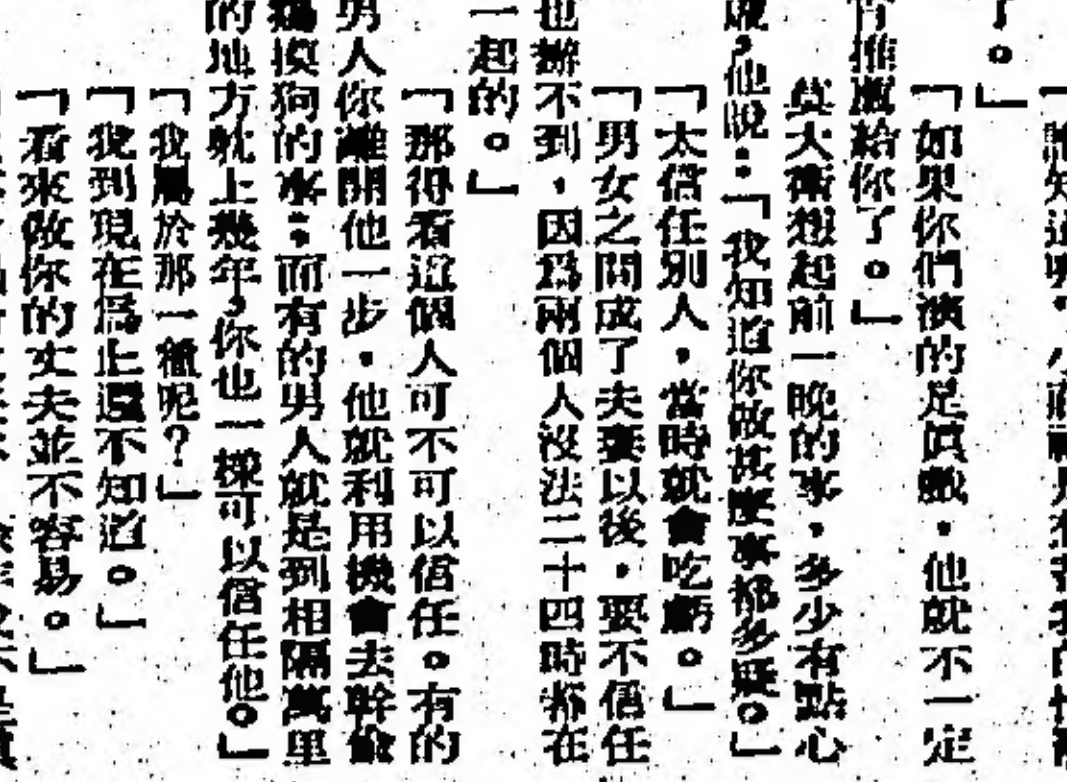 了。」
「如果你們演的是眞戲，他就不一定
肯推薦給你了。」
莫大衛想起前一晚的事，多少有點心
虛，他說：「我知道你做甚麼事都多疑。」
「太信任別人，當時就會吃虧。」
「男女之間成了夫妻以後，要不信任
也辦不到，因爲兩個人沒法二十四時都在
一起的。」
「那得看這個人可不可以信任。有的
男人你離開他一步，他就利用機會去幹偷
鷄摸狗的事：而有的男人就是到相隔萬里
的地方躭上幾年，你也一樣可以信任他。」
「我屬於那一種呢？」
「我到現在爲止還不知道。」
「看來做你的丈夫並不容易。」